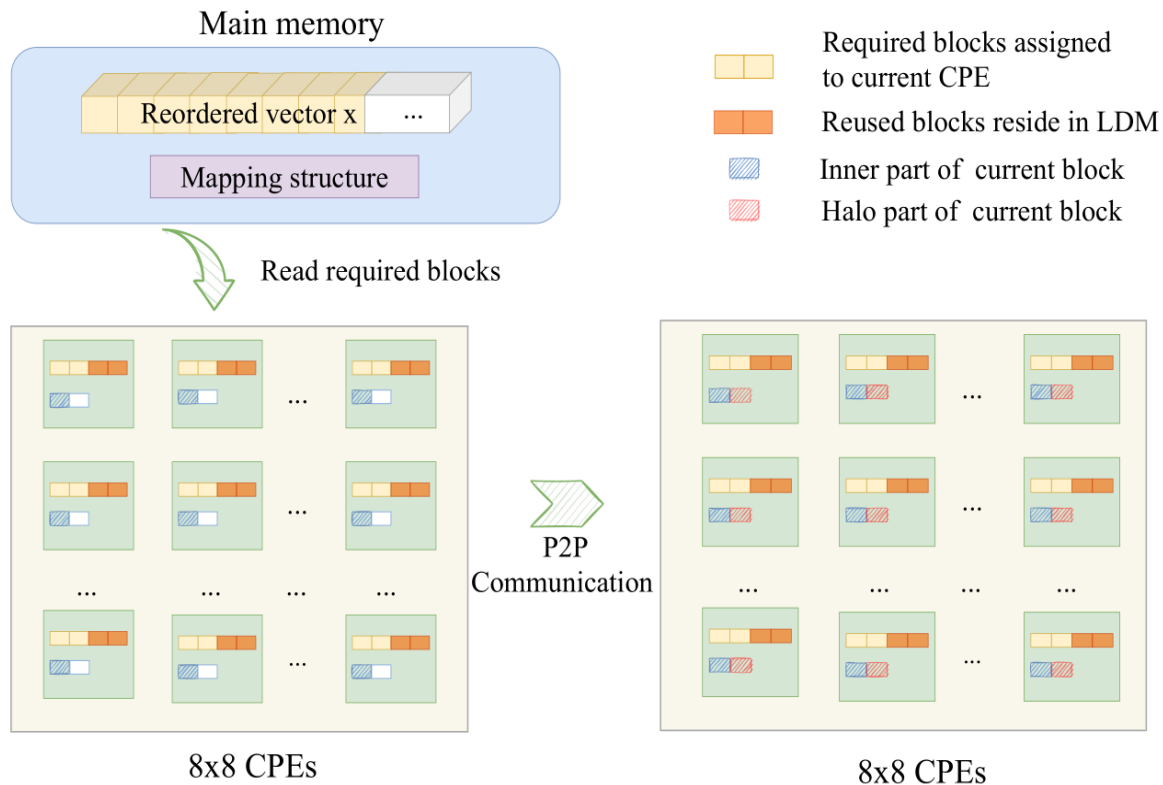 Main memory
Reordered vector x
...
Mapping structure
Read required blocks
Required blocks assigned
to current CPE
Reused blocks reside in LDM
Inner part of current block
Halo part of current block
...
...
... ... ... ...
...
8x8 CPEs
P2P
Communication
...
...
... ... ... ...
...
8x8 CPEs